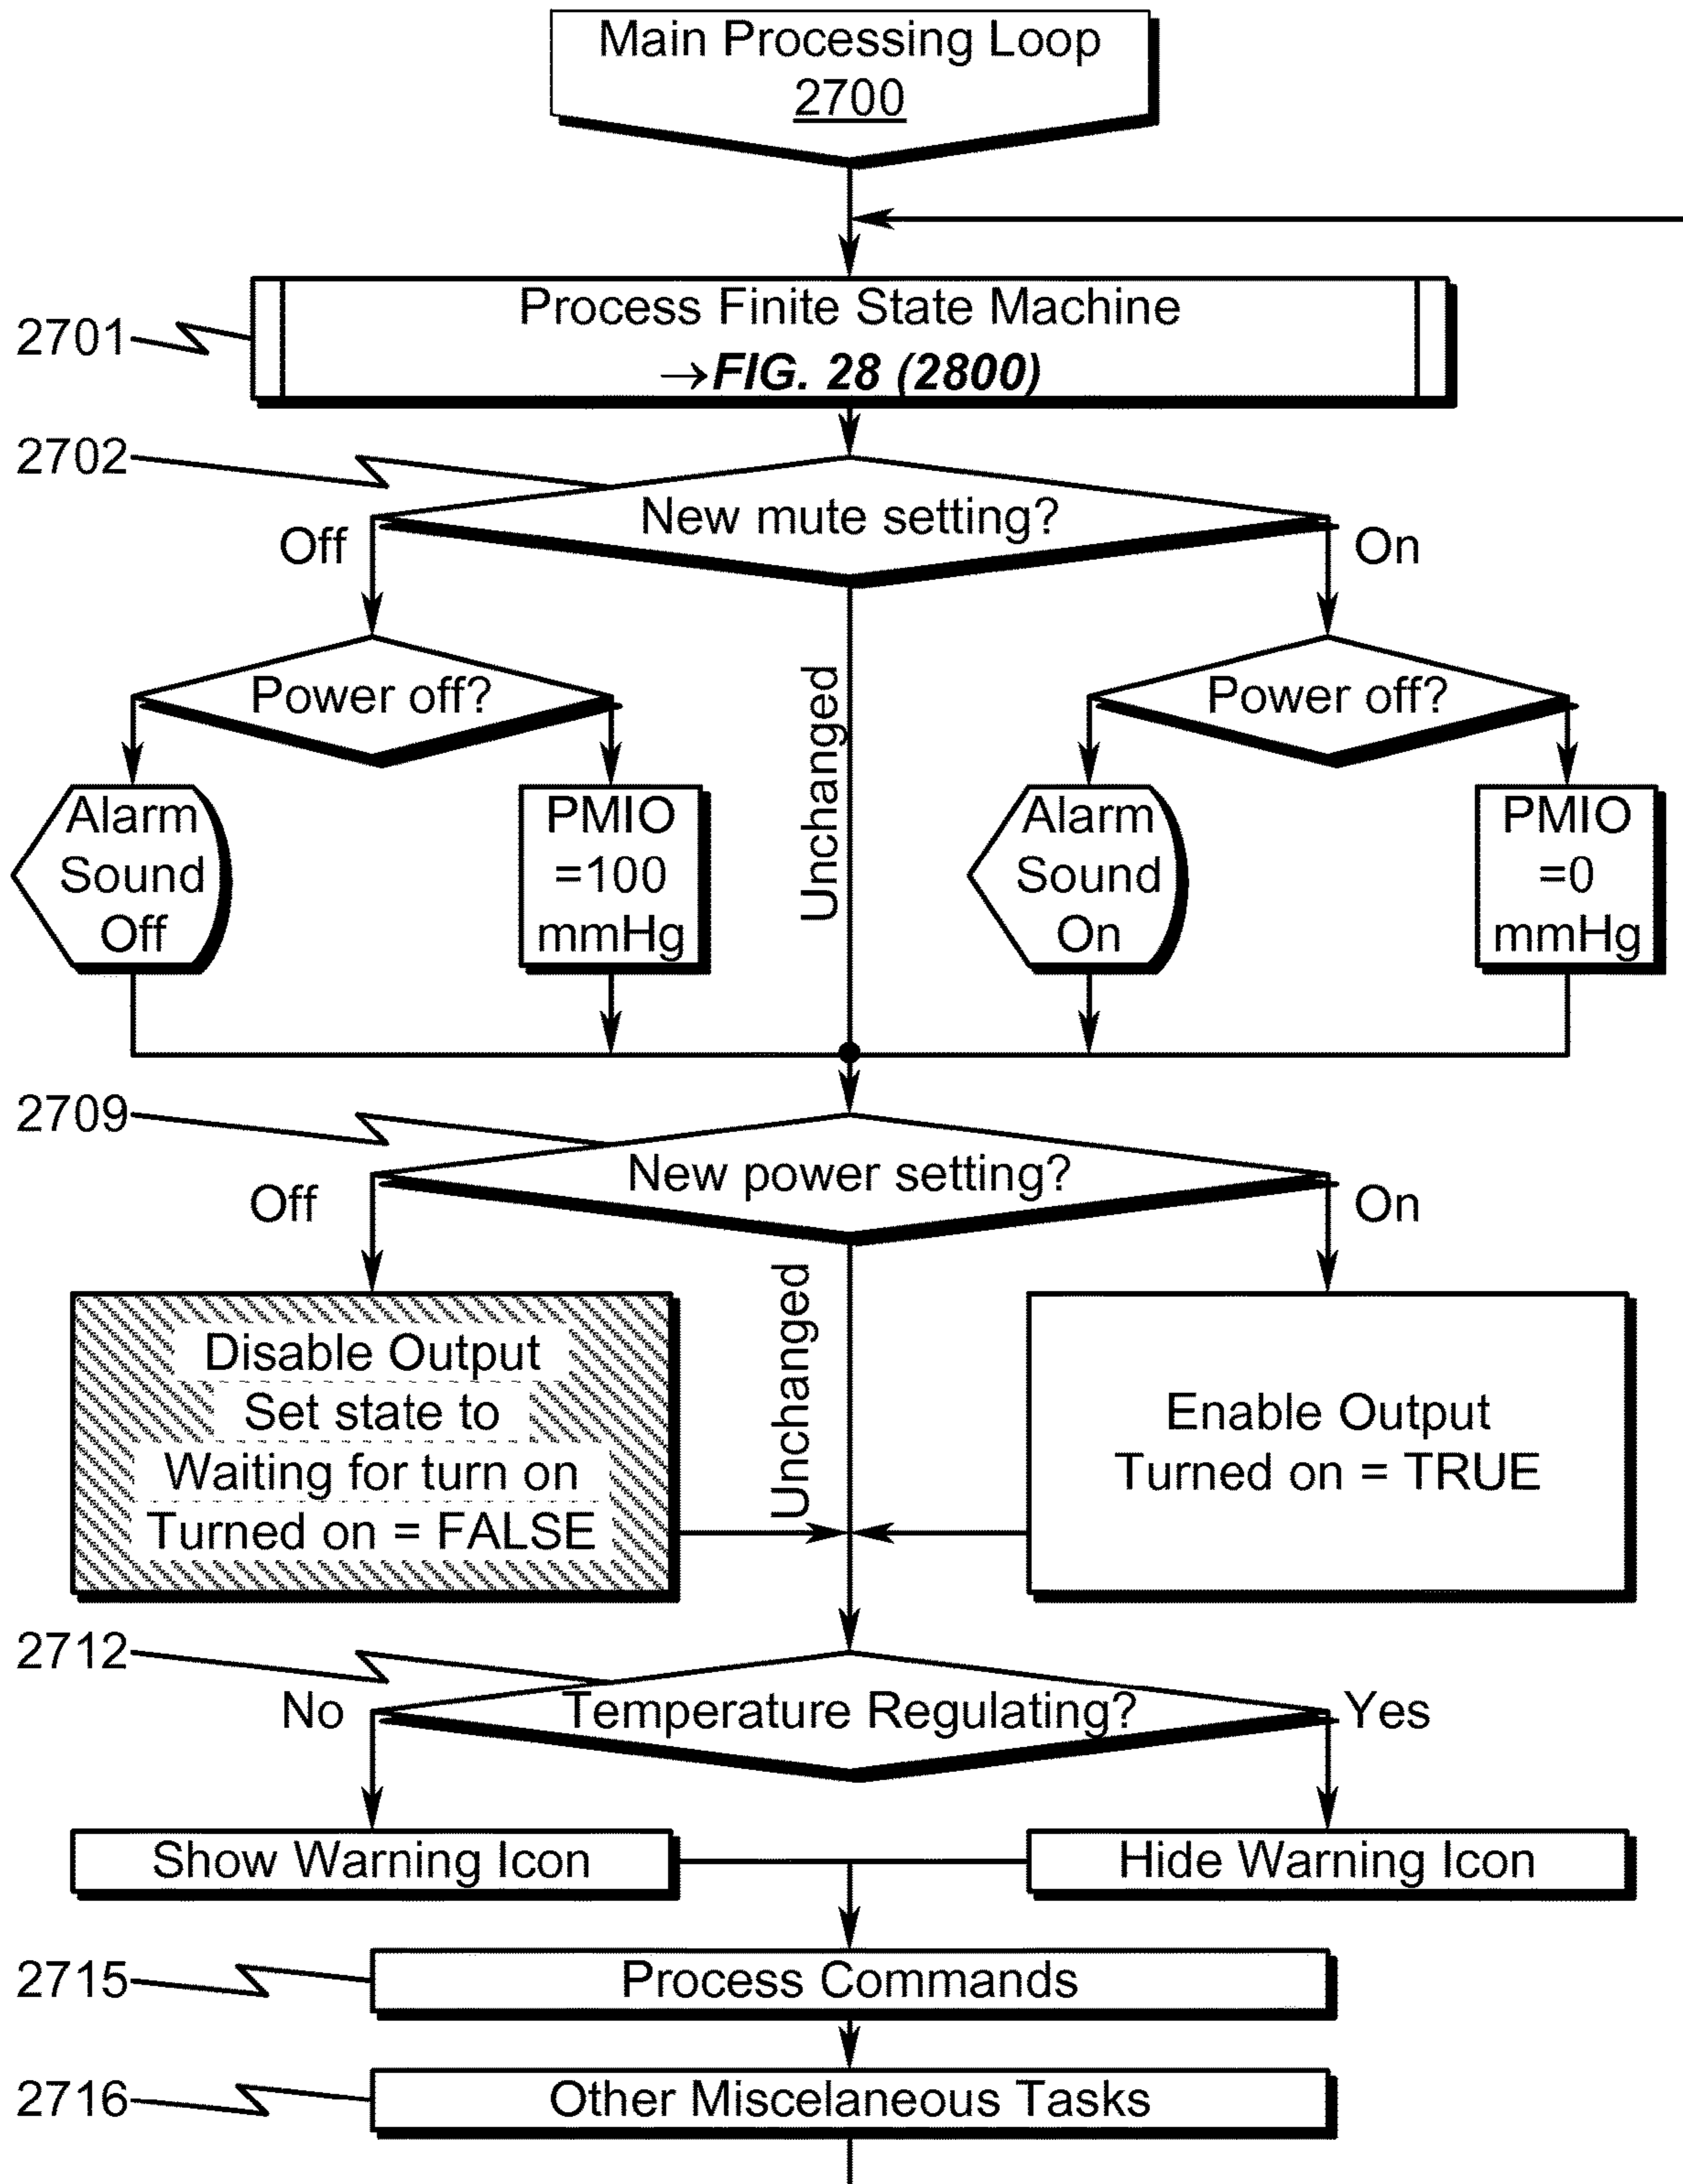 Main Processing Loop
2700
2701
Process Finite State Machine
→FIG. 28 (2800)
2702
New mute setting?
Off
On
Power off?
Power off?
Unchanged
Alarm
Sound
Off
PMIO
=100
mmHg
Alarm
Sound
On
PMIO
=0
mmHg
2709
New power setting?
Off
On
Disable Output
Set state to
Waiting for turn on
Turned on = FALSE
Unchanged
Enable Output
Turned on = TRUE
2712
No
Temperature Regulating?
Yes
Show Warning Icon
Hide Warning Icon
2715
Process Commands
2716
Other Miscelaneous Tasks